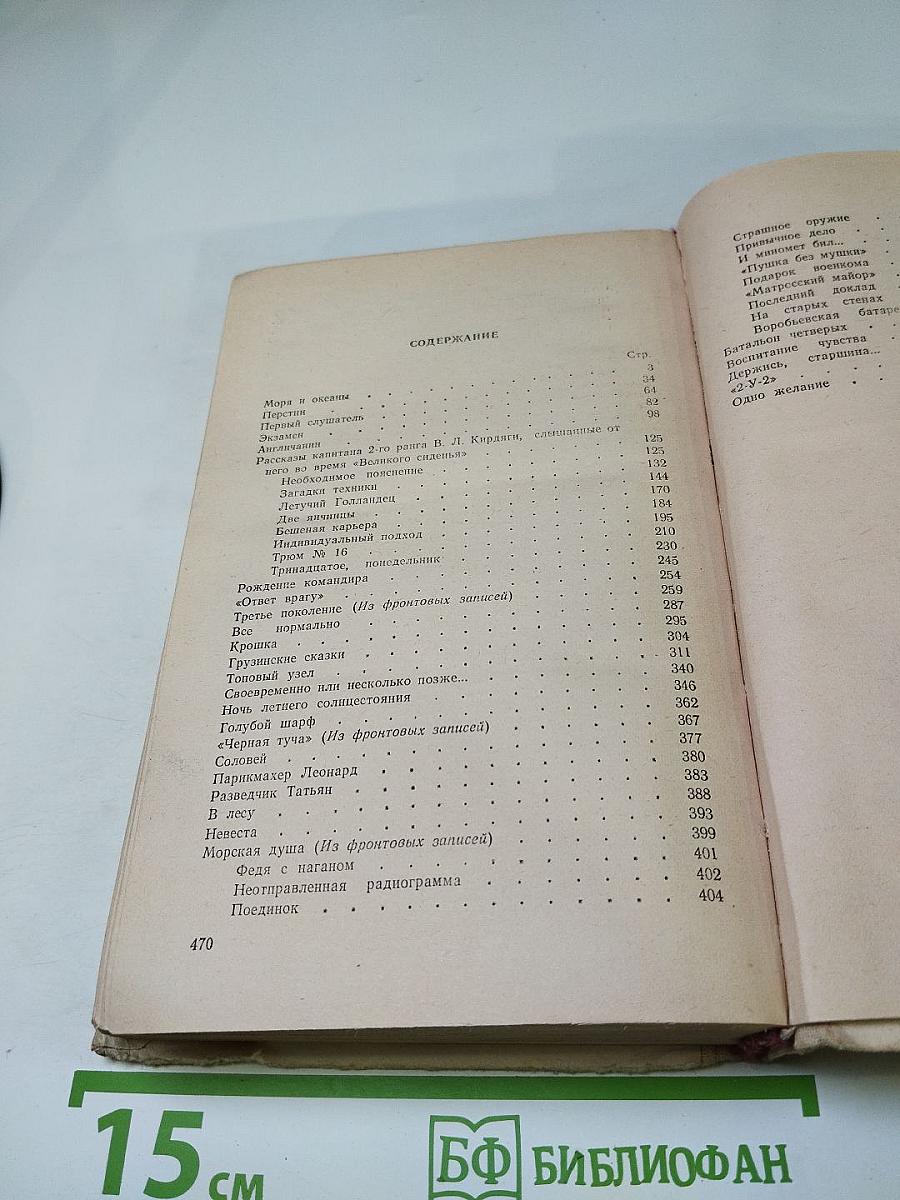 СОДЕРЖАНИЕ
Стр.
Моря и океаны . . . 3
Перстни . . . 34
Первый слушатель . . . 64
Экзамен . . . 82
Англичанин . . . 98
Рассказы капитана 2-го ранга В. Л. Кирдяги, слышанные от
него во время «Великого сиденья» . . . 125
Необходимое пояснение . . . 125
Загадки техники . . . 132
Летучий Голландец . . . 144
Две яичницы . . . 170
Бешеная карьера . . . 184
Индивидуальный подход . . . 195
Трюм № 16 . . . 210
Тринадцатое, понедельник . . . 230
Рождение командира . . . 245
«Ответ врагу» . . . 254
Третье поколение (Из фронтовых записей) . . . 259
Все нормально . . . 287
Крошка . . . 295
Грузинские сказки . . . 304
Топовый узел . . . 311
Своевременно или несколько позже... . . . 340
Ночь летнего солнцестояния . . . 346
Голубой шарф . . . 362
«Черная туча» (Из фронтовых записей) . . . 367
Соловей . . . 377
Парикмахер Леонард . . . 380
Разведчик Татьян . . . 383
В лесу . . . 388
Невеста . . . 393
Морская душа (Из фронтовых записей) . . . 399
Федя с наганом . . . 401
Неотправленная радиограмма . . . 402
Поединок . . . 404
470
Страшное оружие
Привычное дело
И миномет бил...
«Пушка без мушки»
Подарок военкома
«Матросский майор»
Последний доклад
На старых стенах
Воробьевская батаре
Батальон четверых
Воспитание чувства
Держись, старшина...
«2-У-2»
Одно желание
15 см
БФ БИБЛИОФАН